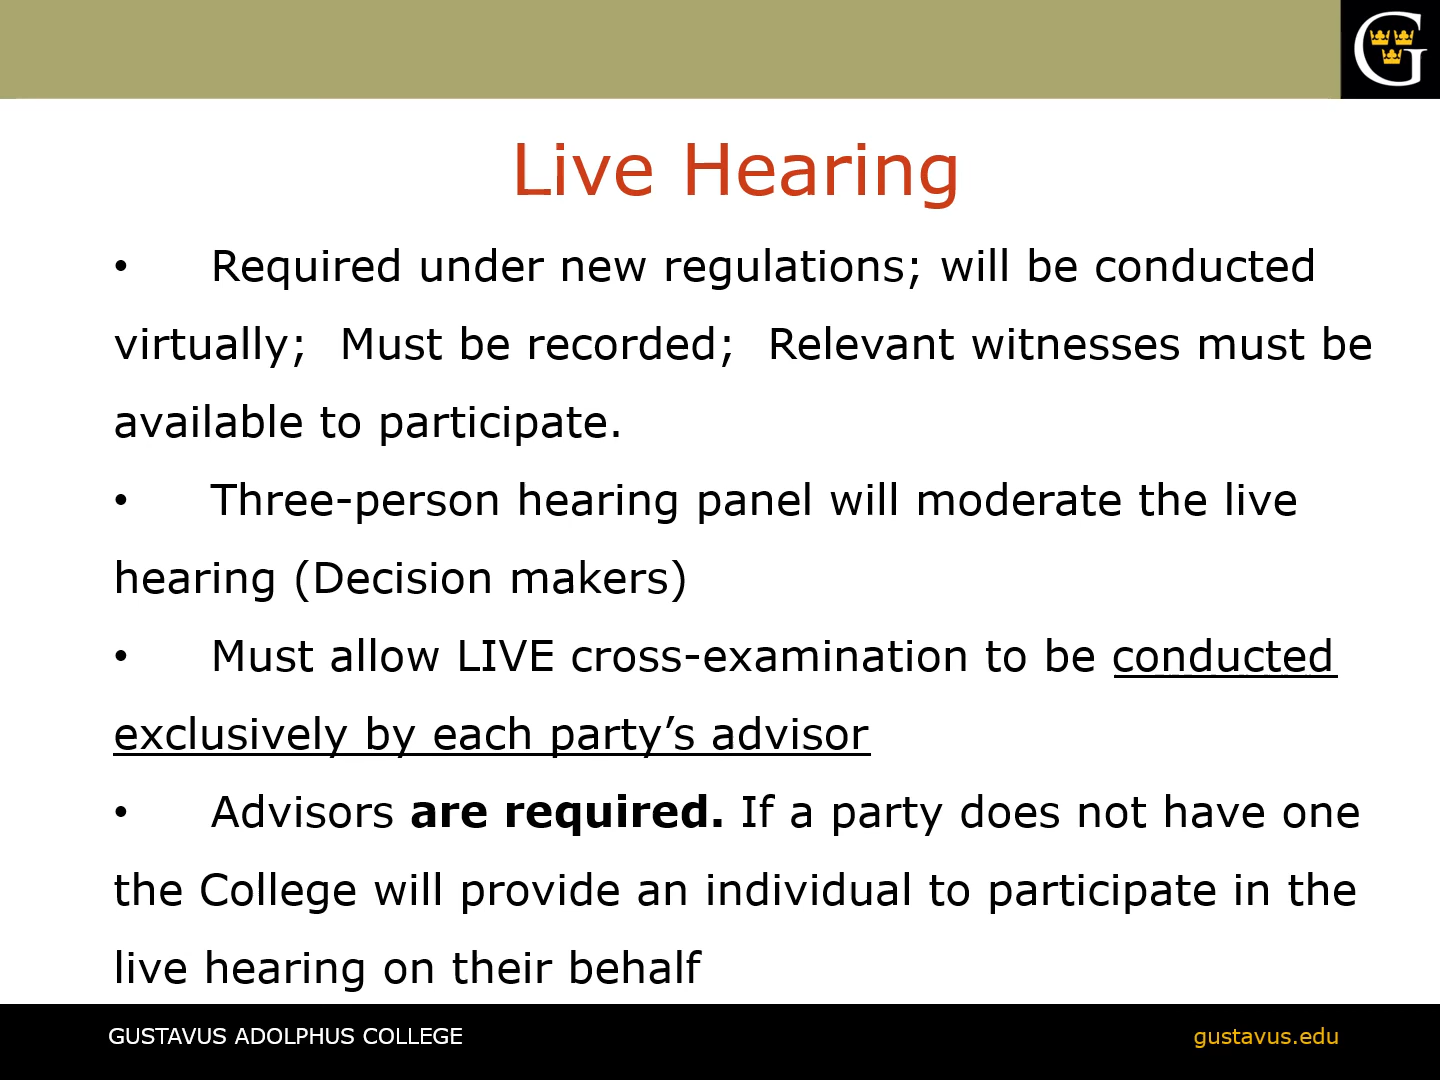 G
Live Hearing
• Required under new regulations; will be conducted
virtually; Must be recorded; Relevant witnesses must be
available to participate.
• Three-person hearing panel will moderate the live
hearing (Decision makers)
• Must allow LIVE cross-examination to be conducted
exclusively by each party’s advisor
• Advisors are required. If a party does not have one
the College will provide an individual to participate in the
live hearing on their behalf
GUSTAVUS ADOLPHUS COLLEGE
gustavus.edu